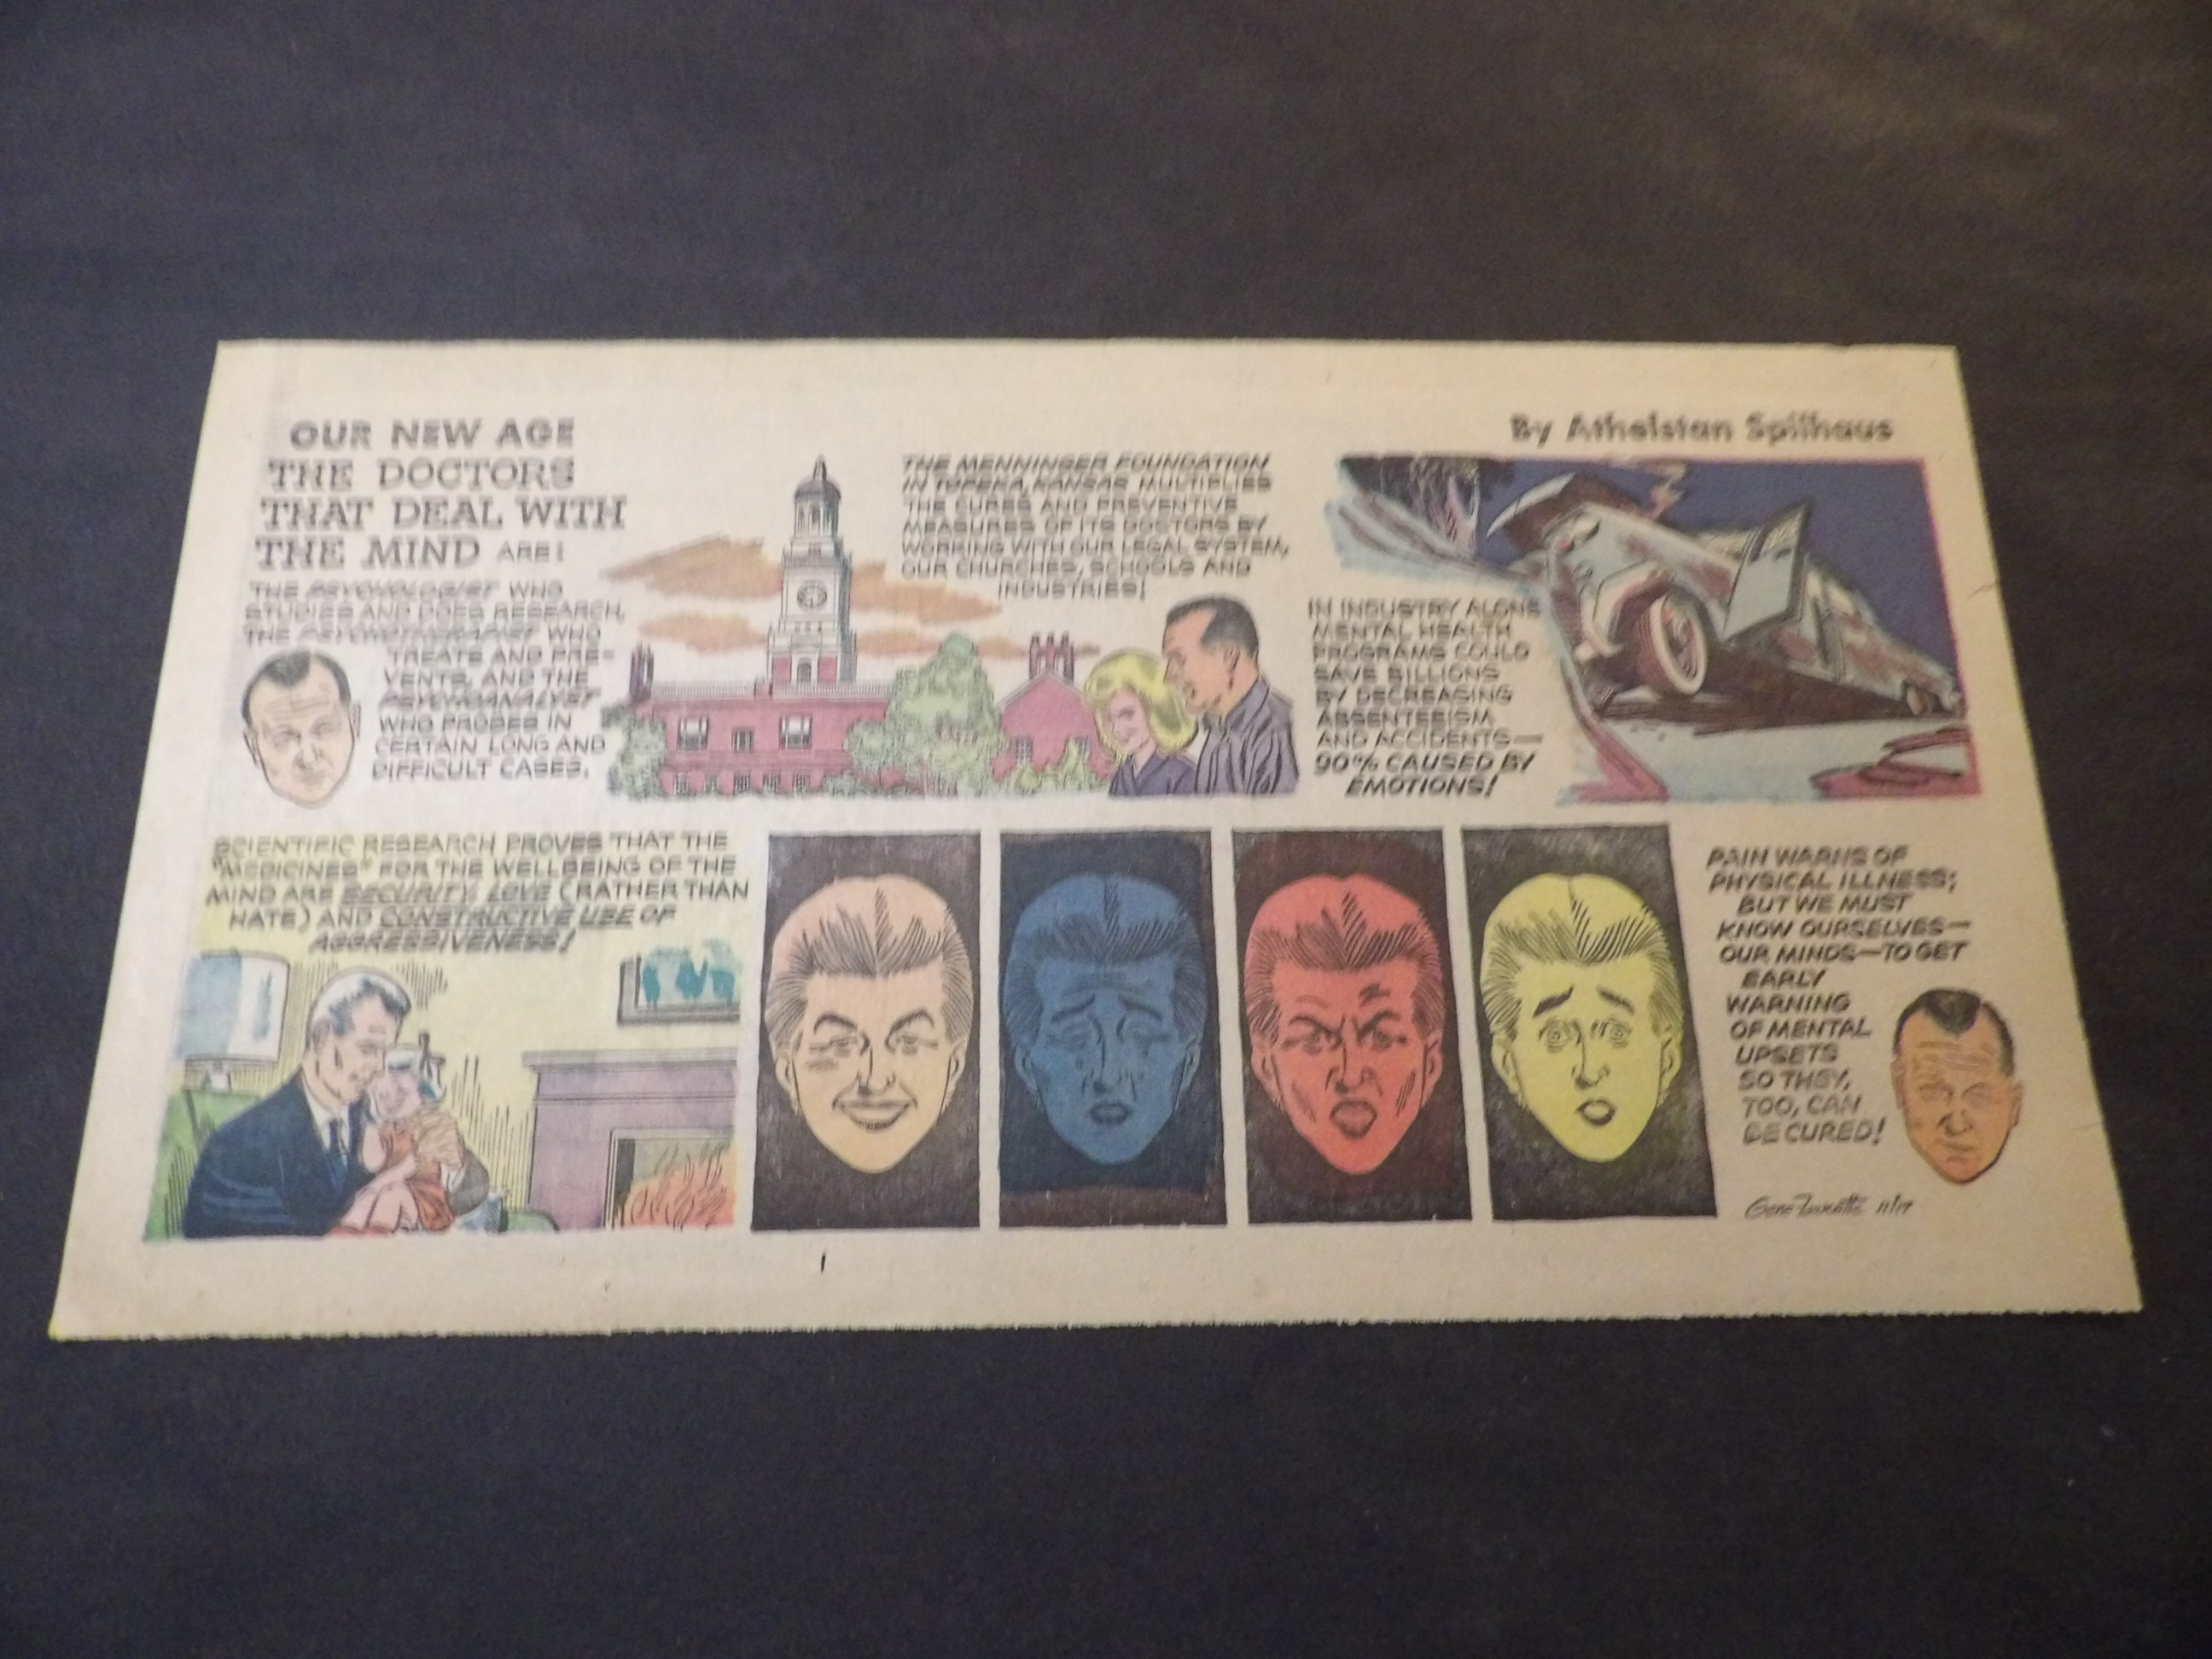 OUR NEW AGE
By Athelstan Spilhaus
THE DOCTORS
THAT DEAL WITH
THE MIND ARE:
THE PSYCHOLOGIST WHO
STUDIES AND DOES RESEARCH,
THE PSYCHOTHERAPIST WHO
TREATS AND PRE-
VENTS, AND THE
PSYCHOANALYST
WHO PROBES IN
CERTAIN LONG AND
DIFFICULT CASES.
THE MENNINGER FOUNDATION
IN TOPEKA, KANSAS MULTIPLIES
THE CURES AND PREVENTIVE
MEASURES OF ITS DOCTORS BY
WORKING WITH OUR LEGAL SYSTEM,
OUR CHURCHES, SCHOOLS AND
INDUSTRIES!
IN INDUSTRY ALONE
MENTAL HEALTH
PROGRAMS COULD
SAVE BILLIONS
BY DECREASING
ABSENTEEISM
AND ACCIDENTS—
90% CAUSED BY
EMOTIONS!
SCIENTIFIC RESEARCH PROVES THAT THE
"MEDICINES" FOR THE WELLBEING OF THE
MIND ARE SECURITY, LOVE (RATHER THAN
HATE) AND CONSTRUCTIVE USE OF
AGGRESSIVENESS!
PAIN WARNS OF
PHYSICAL ILLNESS;
BUT WE MUST
KNOW OURSELVES—
OUR MINDS—TO GET
EARLY
WARNING
OF MENTAL
UPSETS
SO THEY,
TOO, CAN
BE CURED!
Gene 11/17